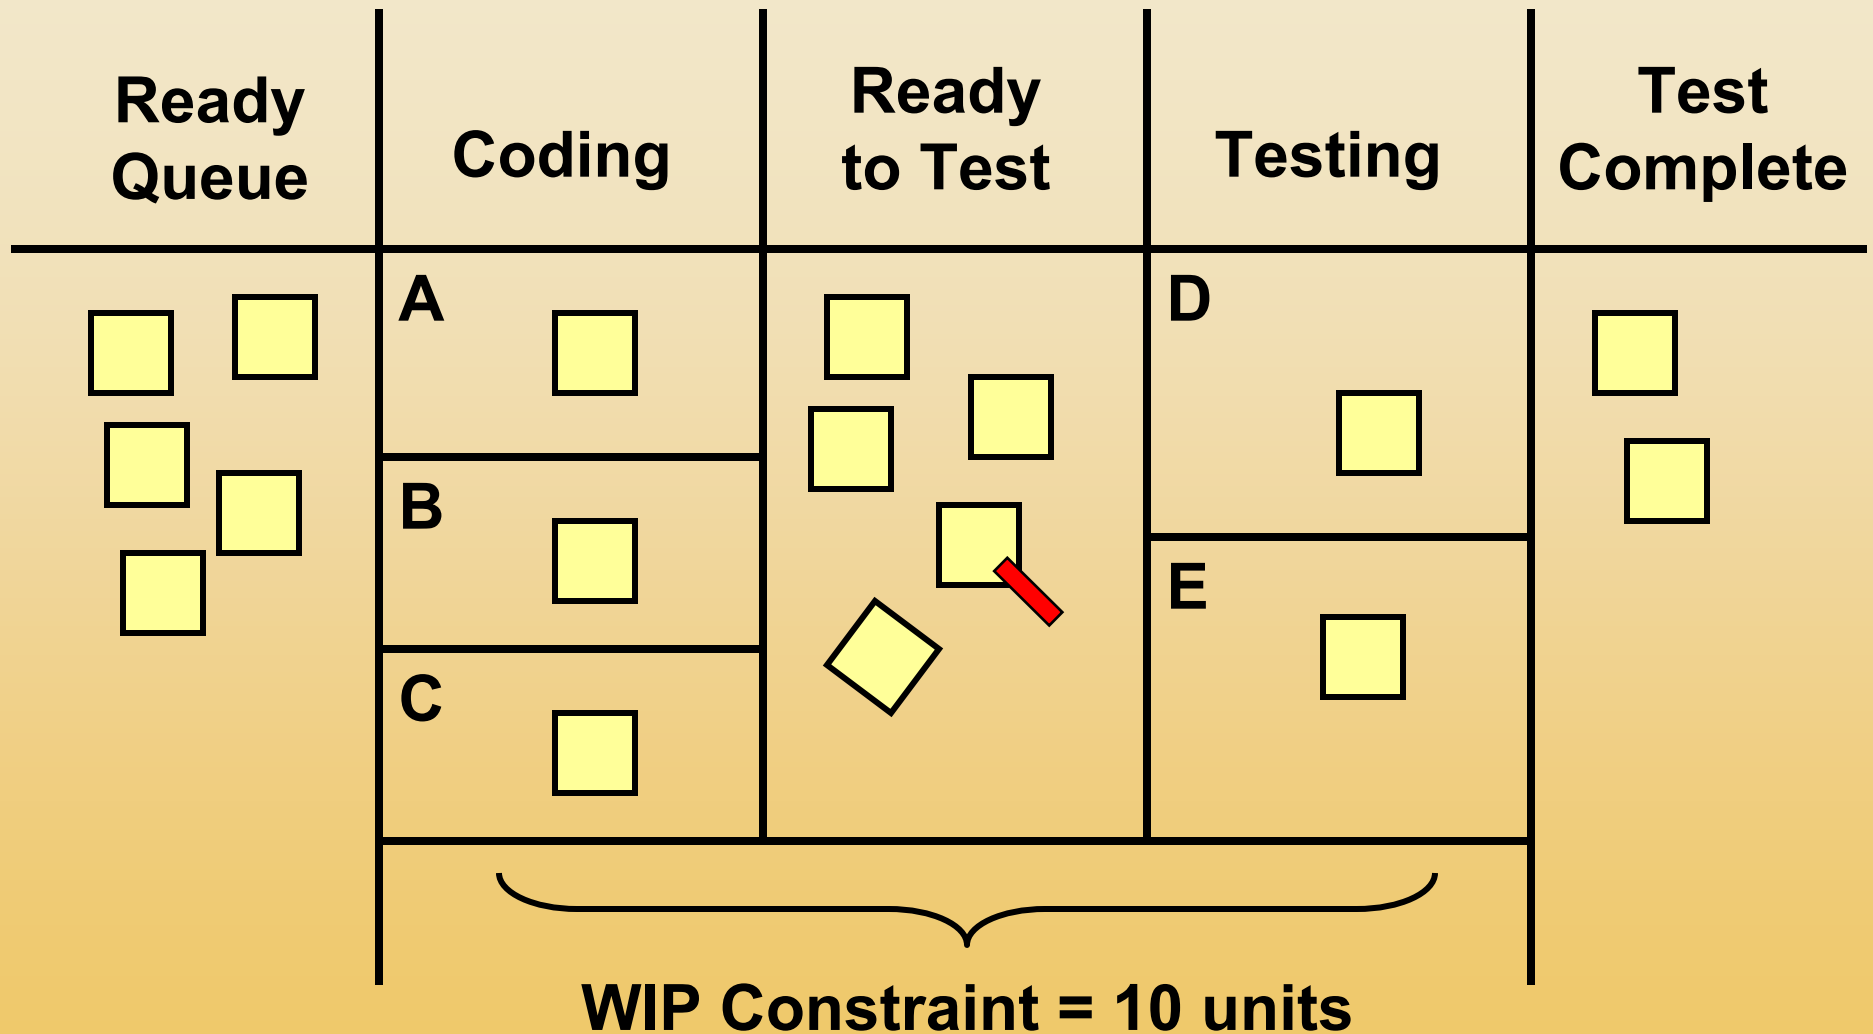 Ready
Queue
Coding
Ready
to Test
Testing
Test
Complete
A
B
C
D
E
WIP Constraint = 10 units